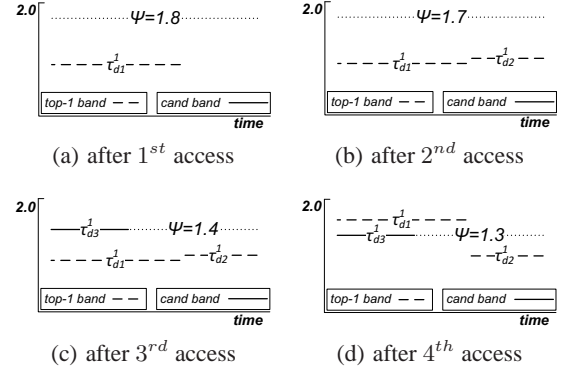 2.0
Ψ=1.8
τ¹d1
top-1 band
cand band
time
(a) after 1st access
2.0
Ψ=1.7
τ¹d1
τ¹d2
top-1 band
cand band
time
(b) after 2nd access
2.0
τ¹d3
Ψ=1.4
τ¹d1
τ¹d2
top-1 band
cand band
time
(c) after 3rd access
2.0
τ¹d1
τ¹d3
Ψ=1.3
τ¹d2
top-1 band
cand band
time
(d) after 4th access